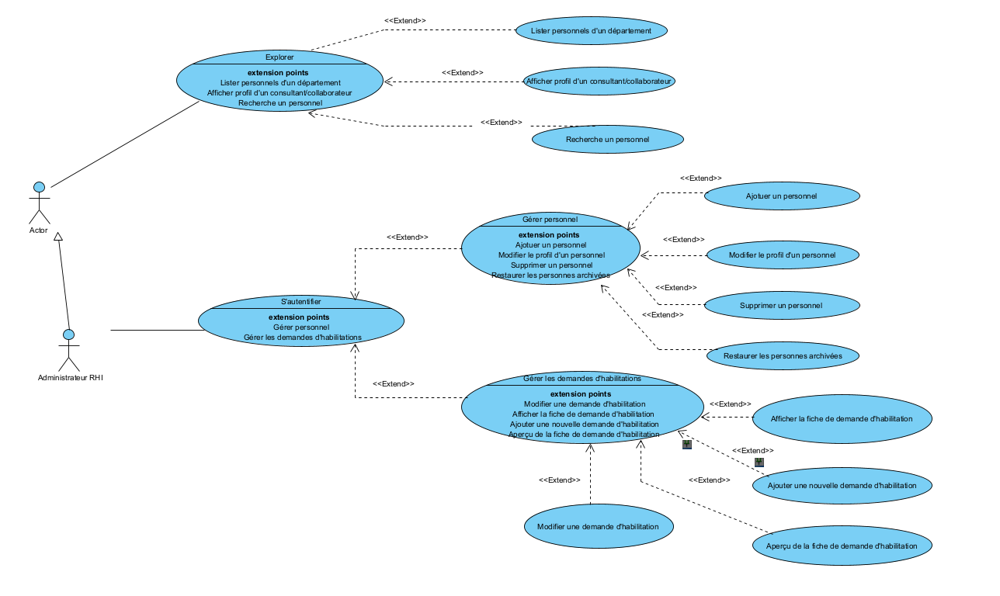 <<Extend>>
Lister personnels d'un département
Explorer
extension points
Lister personnels d'un département
Afficher profil d'un consultant/collaborateur
Recherche un personnel
<<Extend>>
Afficher profil d'un consultant/collaborateur
<<Extend>>
Recherche un personnel
Actor
<<Extend>>
Ajotuer un personnel
Gérer personnel
extension points
Ajotuer un personnel
Modifier le profil d'un personnel
Supprimer un personnel
Restaurer les personnes archivées
<<Extend>>
<<Extend>>
Modifier le profil d'un personnel
<<Extend>>
Supprimer un personnel
<<Extend>>
Restaurer les personnes archivées
S'autentifier
extension points
Gérer personnel
Gérer les demandes d'habilitations
Administrateur RHI
<<Extend>>
Gérer les demandes d'habilitations
extension points
Modifier une demande d'habilitation
Afficher la fiche de demande d'habilitation
Ajouter une nouvelle demande d'habilitation
Aperçu de la fiche de demande d'habilitation
<<Extend>>
Afficher la fiche de demande d'habilitation
<<Extend>>
Ajouter une nouvelle demande d'habilitation
<<Extend>>
<<Extend>>
Modifier une demande d'habilitation
Aperçu de la fiche de demande d'habilitation